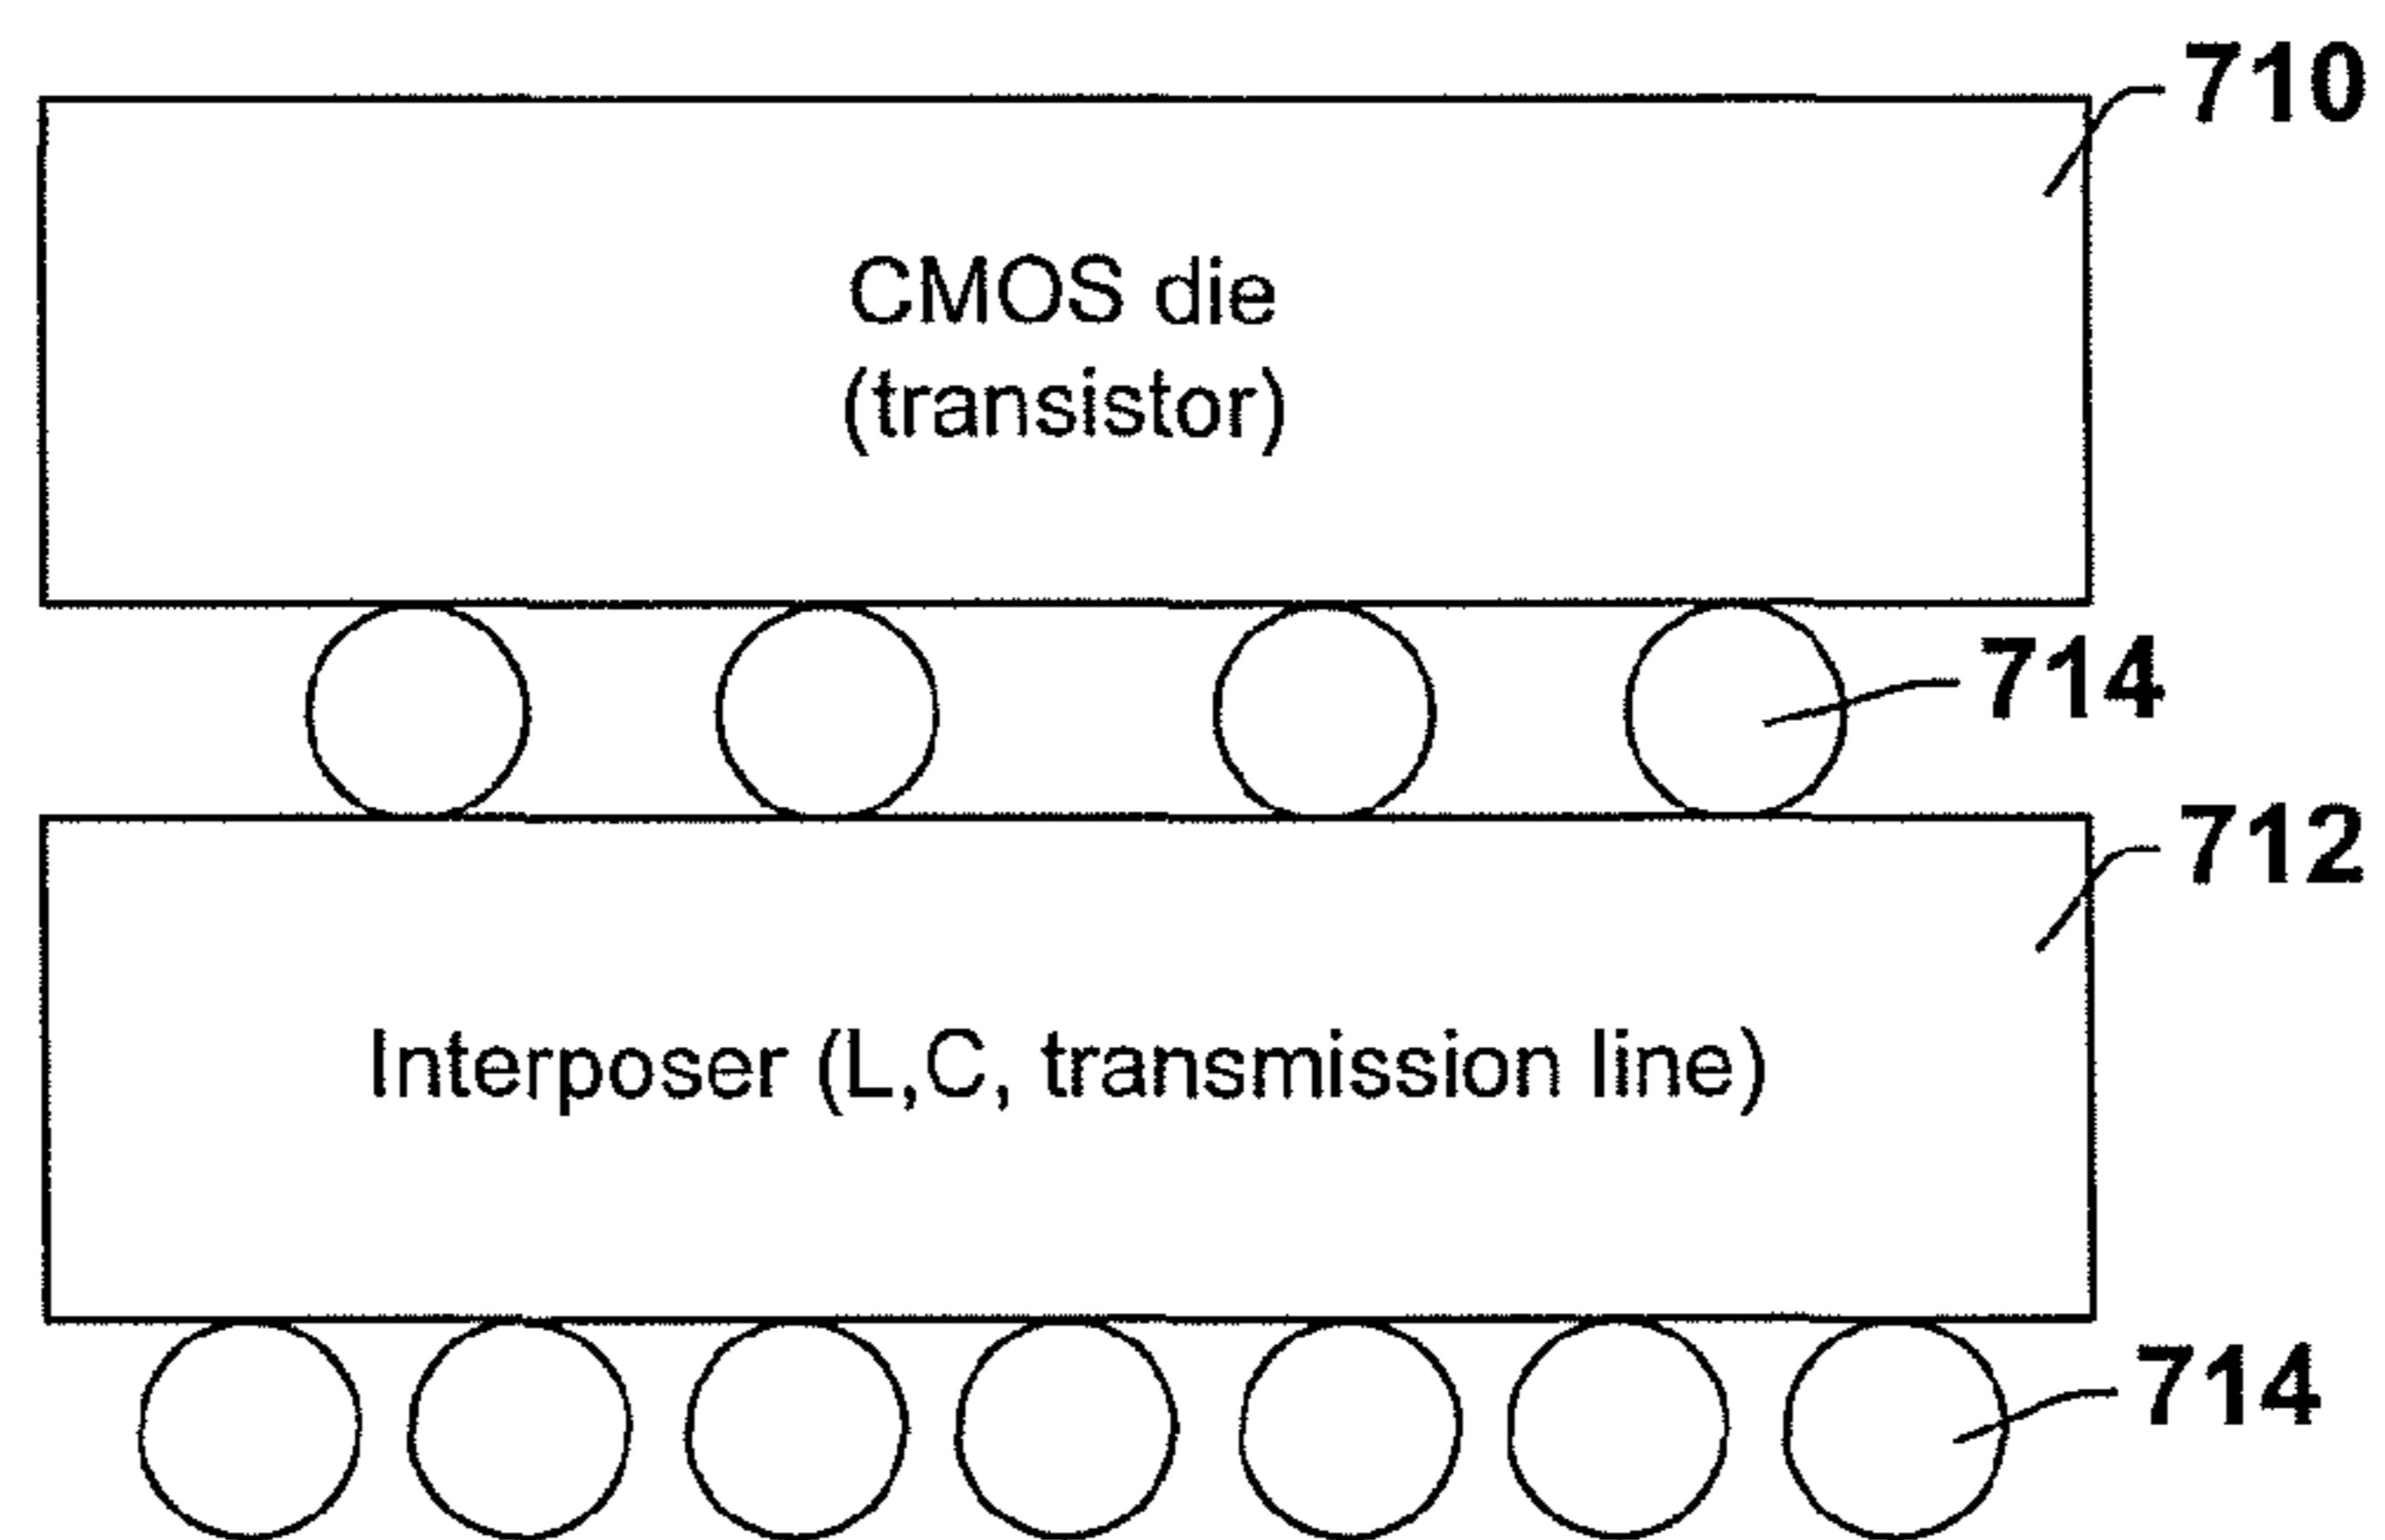 710
CMOS die
(transistor)
714
712
Interposer (L,C, transmission line)
714